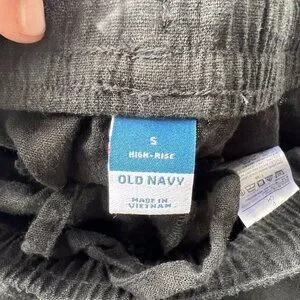 S
HIGH-RISE
OLD NAVY
MADE IN
VIETNAM